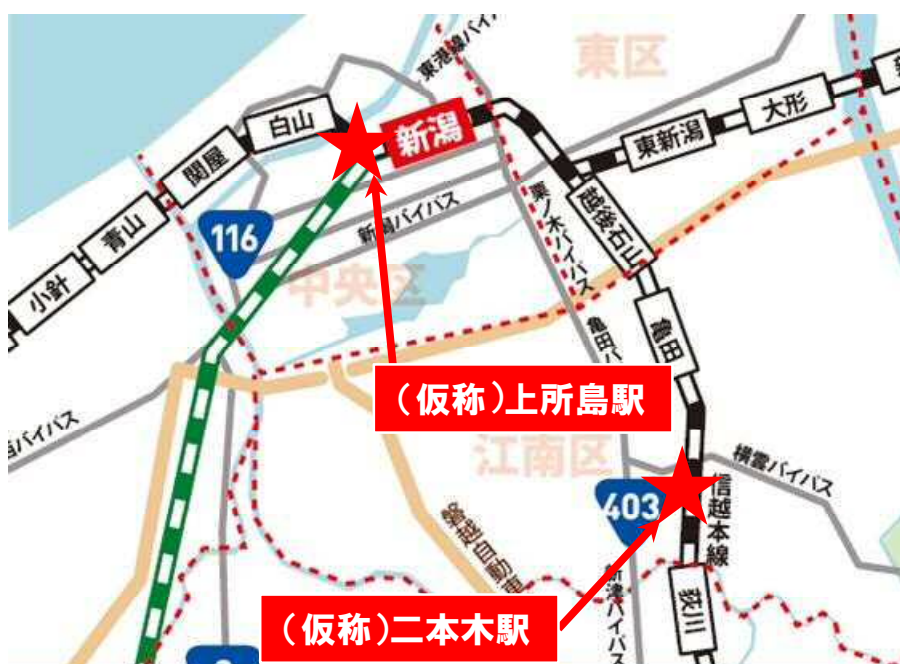 東港線バイパス
東区
白山
新潟
大形
東新潟
関屋
青山
小針
116
新潟バイパス
栗ノ木バイパス
越後石山
中央区
亀田バ
亀田
(仮称)上所島駅
西バイパス
江南区
横雲バイパス
403
信越本線
磐越自動車
新津バイパス
荻川
(仮称)二本木駅